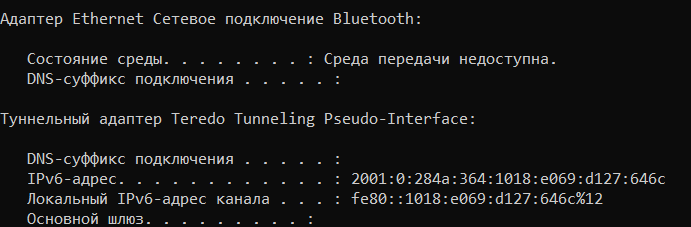 Адаптер Ethernet Сетевое подключение Bluetooth:
Состояние среды. . . . . . . . : Среда передачи недоступна.
DNS-суффикс подключения . . . . . :
Туннельный адаптер Teredo Tunneling Pseudo-Interface:
DNS-суффикс подключения . . . . . :
IPv6-адрес. . . . . . . . . . . . : 2001:0:284a:364:1018:e069:d127:646c
Локальный IPv6-адрес канала . . . : fe80::1018:e069:d127:646c%12
Основной шлюз. . . . . . . . . :